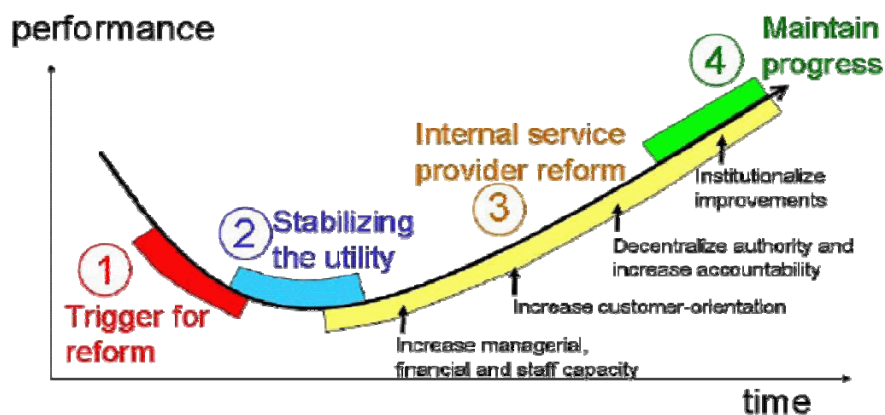 performance
4
Maintain
progress
Internal service
provider reform
3
Institutionalize
improvements
2
Stabilizing
the utility
Decentralize authority and
increase accountability
1
Trigger for
reform
Increase customer-orientation
Increase managerial,
financial and staff capacity
time